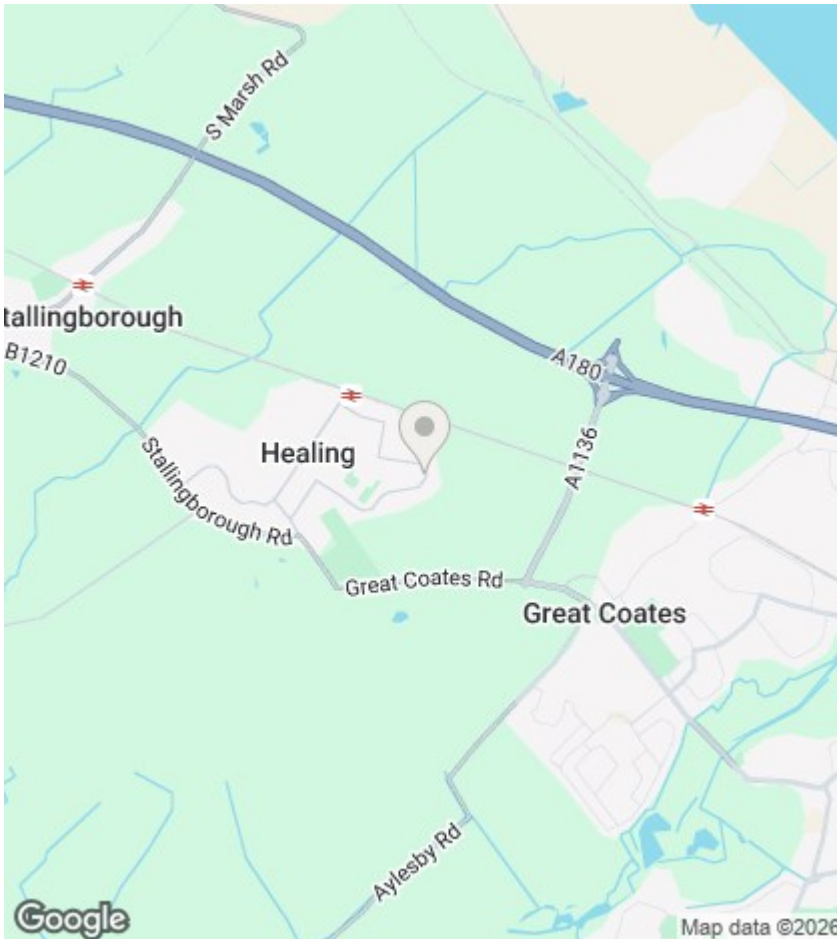 S Marsh Rd
tallingborough
B1210
A180
Healing
A1136
Stallingborough Rd
Great Coates Rd
Great Coates
Aylesby Rd
Google
Map data ©2026